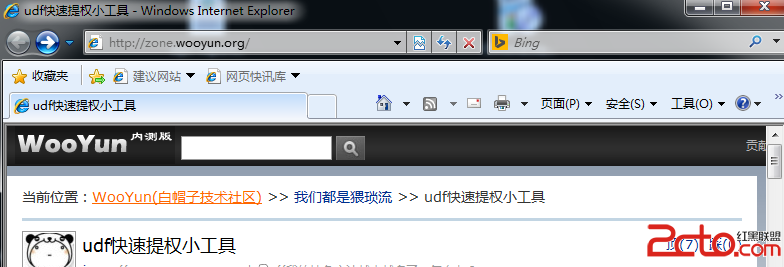 udf快速提权小工具 - Windows Internet Explorer
http://zone.wooyun.org/
Bing
收藏夹
建议网站
网页快讯库
udf快速提权小工具
页面(P)
安全(S)
工具(O)
WooYun 内测版
贡献
当前位置：WooYun(白帽子技术社区) >> 我们都是猥琐流 >> udf快速提权小工具
udf快速提权小工具
顶(7)
2cto.com
红黑联盟